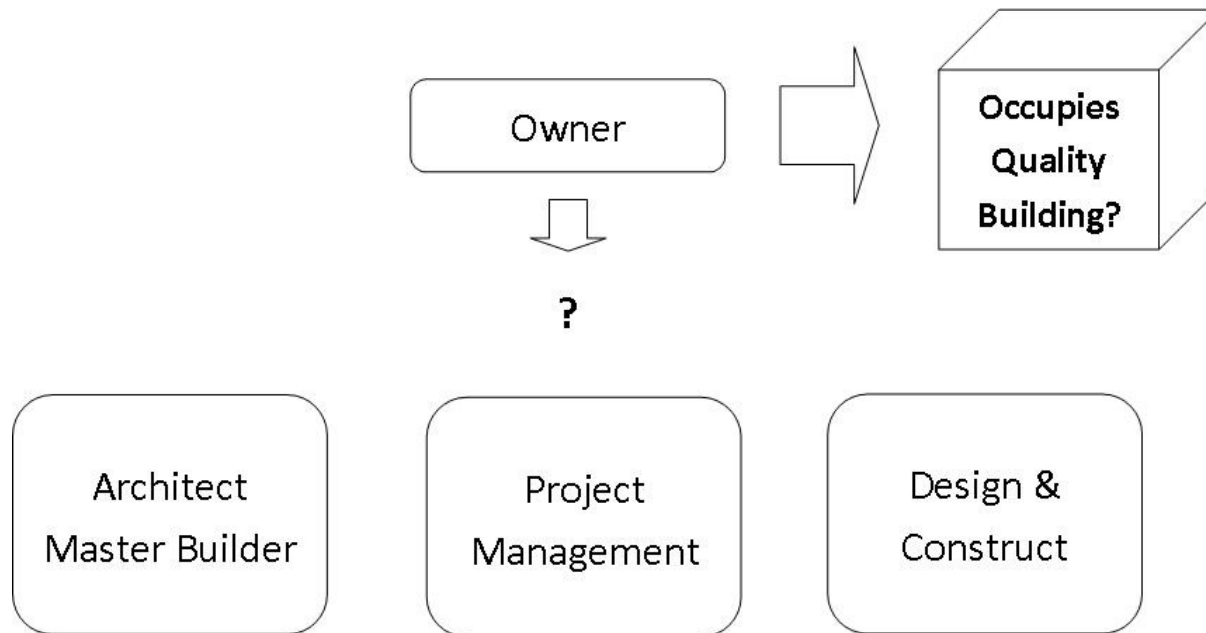 Owner
Occupies
Quality
Building?
?
Architect
Master Builder
Project
Management
Design &
Construct